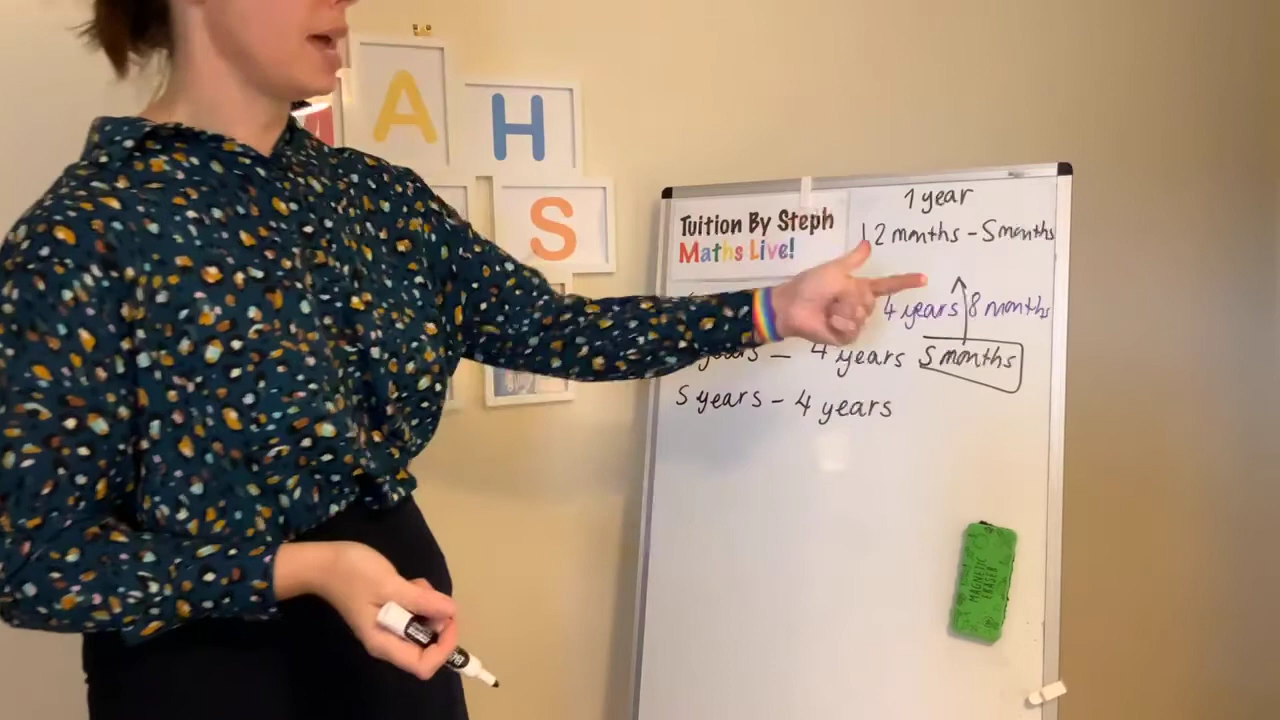 A
H
S
Tuition By Steph
Maths Live!
1 year
12 months - 5 months
4 years 8 months
years - 4 years 5 months
5 years - 4 years
MAGNETIC
ERASER